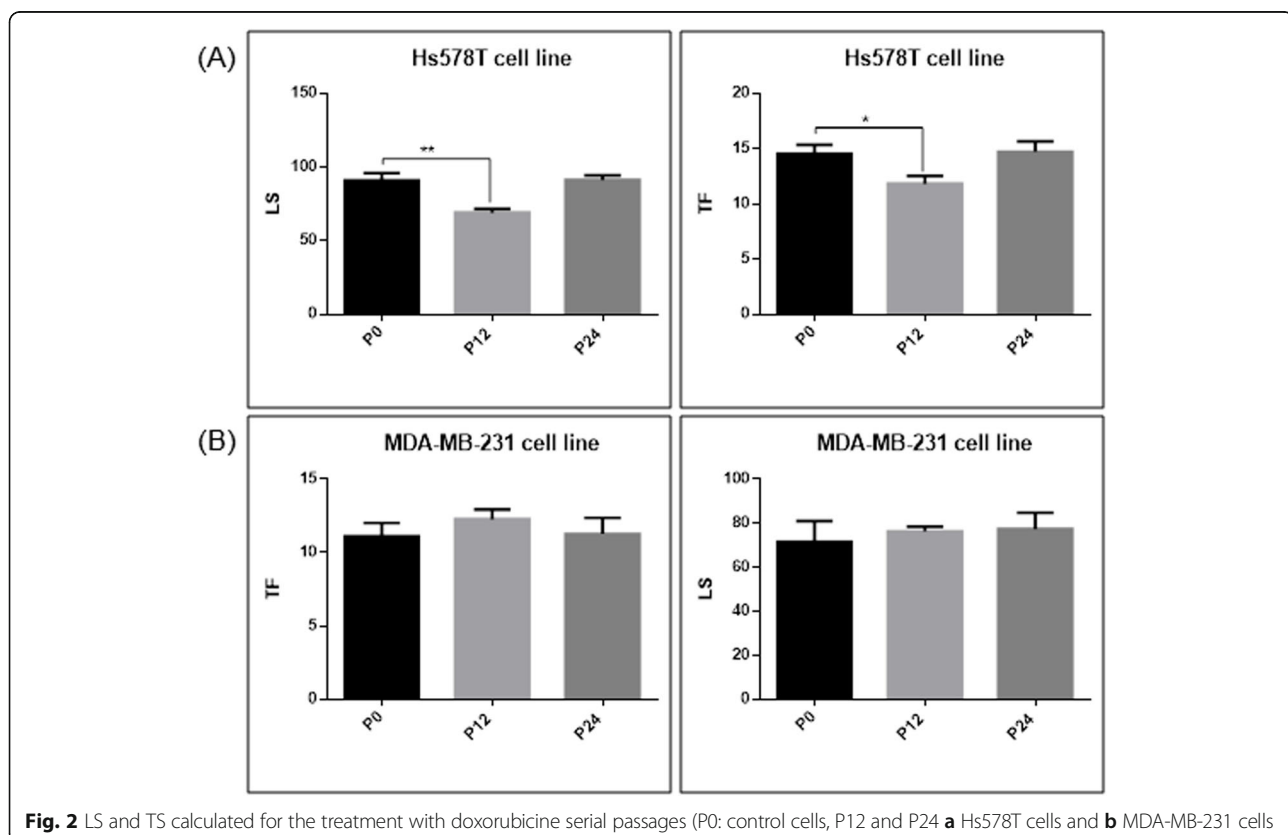 (A)
Hs578T cell line
150
100
50
0
LS
**
P0
P12
P24
Hs578T cell line
20
15
10
5
0
TF
*
P0
P12
P24
(B)
MDA-MB-231 cell line
15
10
5
0
TF
P0
P12
P24
MDA-MB-231 cell line
100
80
60
40
20
0
LS
P0
P12
P24
Fig. 2 LS and TS calculated for the treatment with doxorubicine serial passages (P0: control cells, P12 and P24 a Hs578T cells and b MDA-MB-231 cells